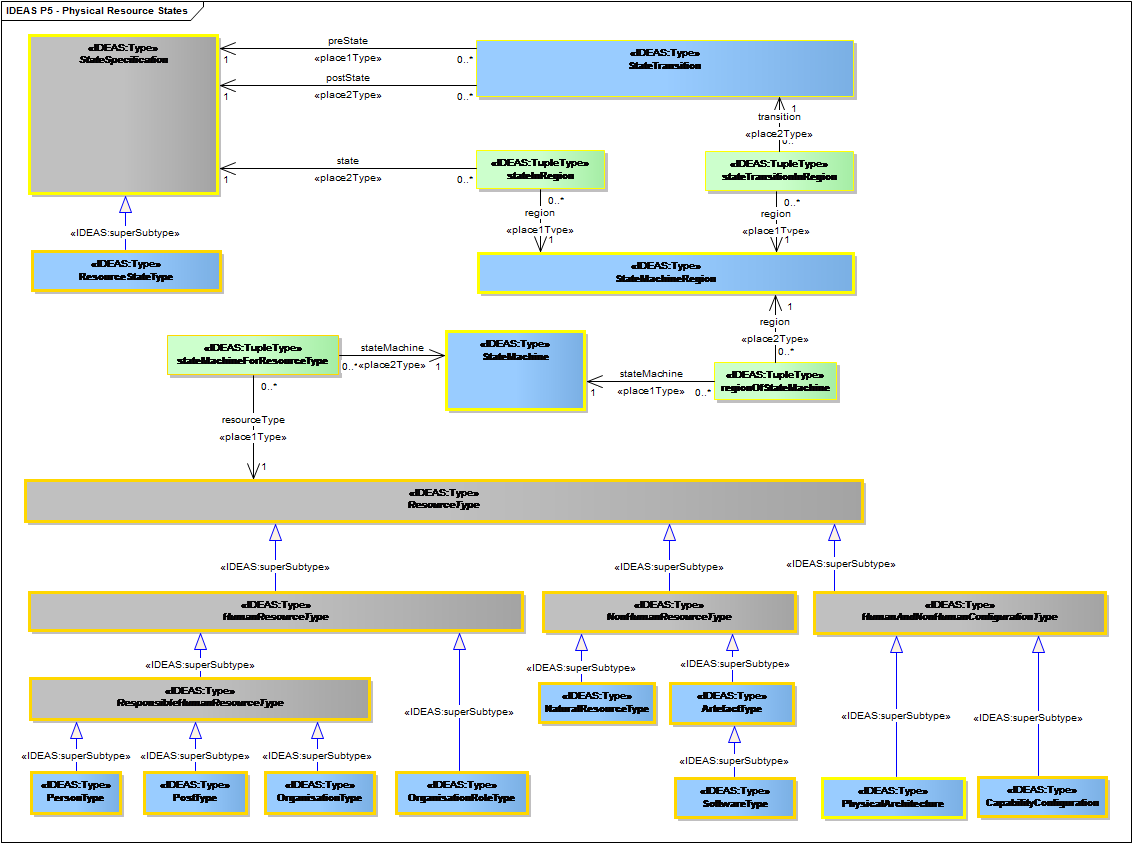 IDEAS P5 - Physical Resource States
«IDEAS:Type»
StateSpecification
preState
«place1Type»
1
0..*
postState
«place2Type»
1
0..*
«IDEAS:Type»
StateTransition
1
transition
«place2Type»
0..
state
«place2Type»
1
0..*
«IDEAS:TupleType»
stateInRegion
«IDEAS:TupleType»
stateTransitionInRegion
0..*
region
«place1Type»
1
0..*
region
«place1Type»
1
«IDEAS:superSubtype»
«IDEAS:Type»
ResourceStateType
«IDEAS:Type»
StateMachineRegion
1
region
«place2Type»
0..*
«IDEAS:TupleType»
stateMachineForResourceType
stateMachine
0..*
«place2Type»
1
«IDEAS:Type»
StateMachine
stateMachine
1
«place1Type»
0..*
«IDEAS:TupleType»
regionOfStateMachine
0..*
resourceType
«place1Type»
1
«IDEAS:Type»
ResourceType
«IDEAS:superSubtype»
«IDEAS:superSubtype»
«IDEAS:superSubtype»
«IDEAS:Type»
HumanResourceType
«IDEAS:Type»
NonHumanResourceType
«IDEAS:Type»
HumanAndNonHumanConfigurationType
«IDEAS:superSubtype»
«IDEAS:superSubtype»
«IDEAS:superSubtype»
«IDEAS:Type»
ResponsibleHumanResourceType
«IDEAS:Type»
NaturalResourceType
«IDEAS:Type»
ArtefactType
«IDEAS:superSubtype»
«IDEAS:superSubtype»
«IDEAS:superSubtype»
«IDEAS:superSubtype»
«IDEAS:superSubtype»
«IDEAS:superSubtype»
«IDEAS:superSubtype»
«IDEAS:Type»
PersonType
«IDEAS:Type»
PostType
«IDEAS:Type»
OrganisationType
«IDEAS:Type»
OrganisationRoleType
«IDEAS:Type»
SoftwareType
«IDEAS:Type»
PhysicalArchitecture
«IDEAS:Type»
CapabilityConfiguration